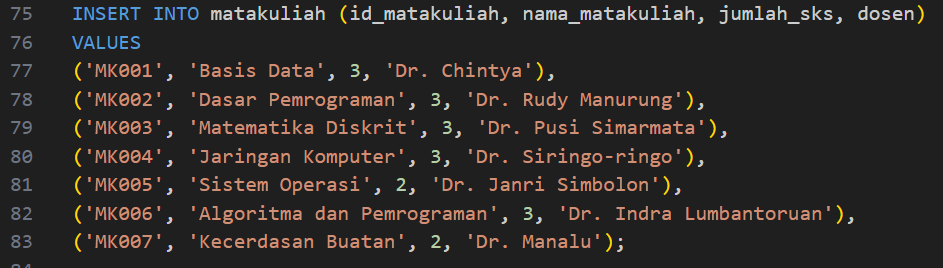 75 INSERT INTO matakuliah (id_matakuliah, nama_matakuliah, jumlah_sks, dosen)
76 VALUES
77 ('MK001', 'Basis Data', 3, 'Dr. Chintya'),
78 ('MK002', 'Dasar Pemrograman', 3, 'Dr. Rudy Manurung'),
79 ('MK003', 'Matematika Diskrit', 3, 'Dr. Pusi Simarmata'),
80 ('MK004', 'Jaringan Komputer', 3, 'Dr. Siringo-ringo'),
81 ('MK005', 'Sistem Operasi', 2, 'Dr. Janri Simbolon'),
82 ('MK006', 'Algoritma dan Pemrograman', 3, 'Dr. Indra Lumbantoruan'),
83 ('MK007', 'Kecerdasan Buatan', 2, 'Dr. Manalu');